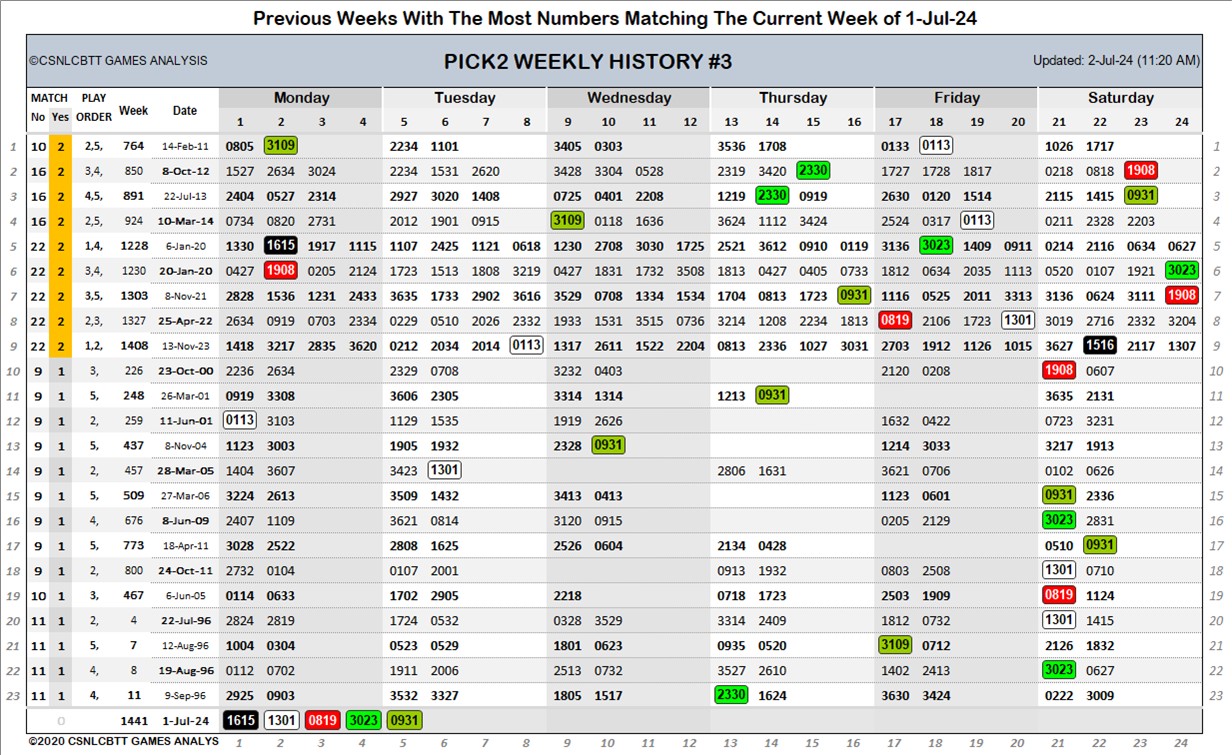 Previous Weeks With The Most Numbers Matching The Current Week of 1-Jul-24
©CSNLCBTT GAMES ANALYSIS PICK2 WEEKLY HISTORY #3 Updated: 2-Jul-24 (11:20 AM)
MATCH PLAY Week Date Monday Tuesday Wednesday Thursday Friday Saturday
No Yes ORDER 1 2 3 4 5 6 7 8 9 10 11 12 13 14 15 16 17 18 19 20 21 22 23 24
1 10 2 2,5, 764 14-Feb-11 0805 3109 2234 1101 3405 0303 3536 1708 0133 0113 1026 1717 1
2 16 2 3,4, 850 8-Oct-12 1527 2634 3024 2234 1531 2620 3428 3304 0528 2319 3420 2330 1727 1728 1817 0218 0818 1908 2
3 16 2 4,5, 891 22-Jul-13 2404 0527 2314 2927 3020 1408 0725 0401 2208 1219 2330 0919 2630 0120 1514 2115 1415 0931 3
4 16 2 2,5, 924 10-Mar-14 0734 0820 2731 2012 1901 0915 3109 0118 1636 3624 1112 3424 2524 0317 0113 0211 2328 2203 4
5 22 2 1,4, 1228 6-Jan-20 1330 1615 1917 1115 1107 2425 1121 0618 1230 2708 3030 1725 2521 3612 0910 0119 3136 3023 1409 0911 0214 2116 0634 0627 5
6 22 2 3,4, 1230 20-Jan-20 0427 1908 0205 2124 1723 1513 1808 3219 0427 1831 1732 3508 1813 0427 0405 0733 1812 0634 2035 1113 0520 0107 1921 3023 6
7 22 2 3,5, 1303 8-Nov-21 2828 1536 1231 2433 3635 1733 2902 3616 3529 0708 1334 1534 1704 0813 1723 0931 1116 0525 2011 3313 3136 0624 3111 1908 7
8 22 2 2,3, 1327 25-Apr-22 2634 0919 0703 2334 0229 0510 0726 2332 1933 1531 3515 0736 3214 1208 2234 1813 0819 2106 1723 1301 3019 2716 2332 3204 8
9 22 2 1,2, 1408 13-Nov-23 1418 3217 2835 3620 0212 2034 2014 0113 1317 2611 1522 2204 0813 2336 1027 3031 2703 1912 1126 1015 3627 1516 2117 1307 9
10 9 1 3, 226 23-Oct-00 2236 2634 2329 0708 3232 0403 2120 0208 1908 0607 10
11 9 1 5, 248 26-Mar-01 0919 3308 3606 2305 3314 1314 1213 0931 3635 2131 11
12 9 1 2, 259 11-Jun-01 0113 3103 1129 1535 1919 2626 1632 0422 0723 3231 12
13 9 1 5, 437 8-Nov-04 1123 3003 1905 1932 2328 0931 1214 3033 3217 1913 13
14 9 1 2, 457 28-Mar-05 1404 3607 3423 1301 2806 1631 3621 0706 0102 0626 14
15 9 1 5, 509 27-Mar-06 3224 2613 3509 1432 3413 0413 1123 0601 0931 2336 15
16 9 1 4, 676 8-Jun-09 2407 1109 3621 0814 3120 0915 0205 2129 3023 2831 16
17 9 1 5, 773 18-Apr-11 3028 2522 2808 1625 2526 0604 2134 0428 0510 0931 17
18 9 1 2, 800 24-Oct-11 2732 0104 0107 2001 0913 1932 0803 2508 1301 0710 18
19 10 1 3, 467 6-Jun-05 0114 0633 1702 2905 2218 0718 1723 2503 1909 0819 1124 19
20 11 1 2, 4 22-Jul-96 2824 2819 1724 0532 0328 3529 3314 2409 1812 0732 1301 1415 20
21 11 1 5, 7 12-Aug-96 1004 0304 0523 0529 1801 0623 0935 0520 3109 0712 2126 1832 21
22 11 1 4, 8 19-Aug-96 0112 0702 1911 2006 2513 0732 3527 2610 1402 2413 3023 0627 22
23 11 1 4, 11 9-Sep-96 2925 0903 3532 3327 1805 1517 2330 1624 3630 3424 0222 3009 23
0 1441 1-Jul-24 1615 1301 0819 3023 0931
©2020 CSNLCBTT GAMES ANALYS 1 2 3 4 5 6 7 8 9 10 11 12 13 14 15 16 17 18 19 20 21 22 23 24